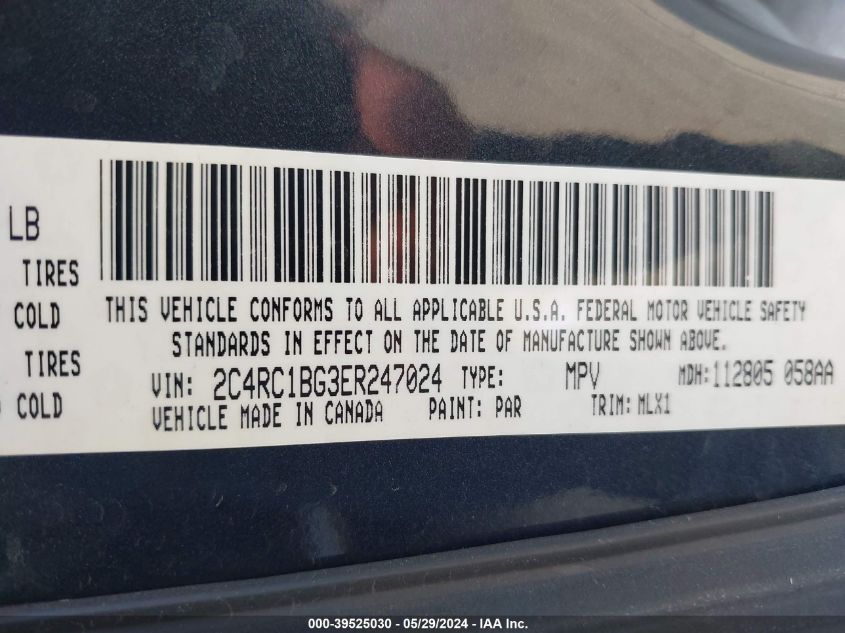 LB
TIRES
COLD
TIRES
COLD
THIS VEHICLE CONFORMS TO ALL APPLICABLE U.S.A. FEDERAL MOTOR VEHICLE SAFETY
STANDARDS IN EFFECT ON THE DATE OF MANUFACTURE SHOWN ABOVE.
VIN: 2C4RC1BG3ER247024 TYPE: MPV MDH:112805 058AA
VEHICLE MADE IN CANADA PAINT: PAR TRIM: MLX1
000-39525030 - 05/29/2024 - IAA Inc.